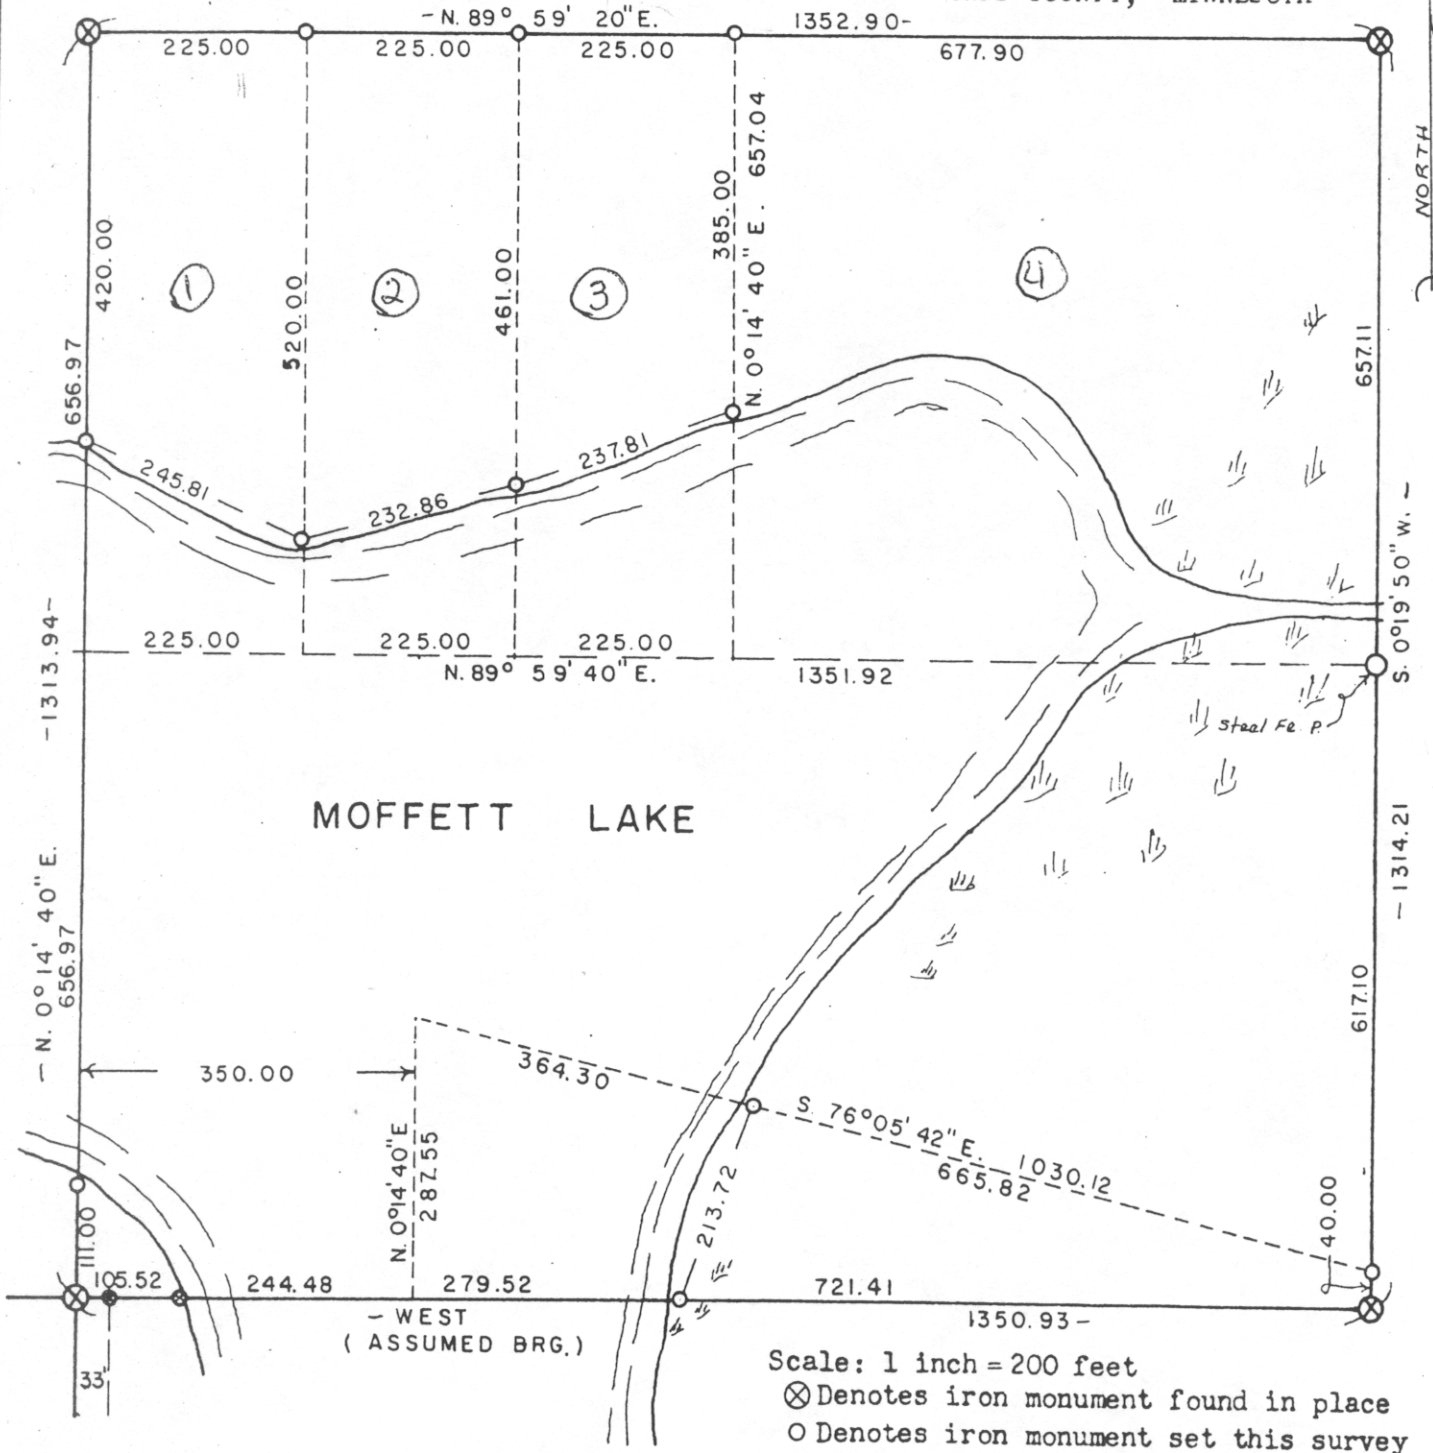 COUNTY, MINNESOTA
- N. 89° 59' 20" E. 1352.90 -
225.00 225.00 225.00 677.90
NORTH
420.00
520.00
461.00
385.00
N. 0° 14' 40" E. 657.04
1 2 3 4
656.97
657.11
245.81
232.86
237.81
225.00 225.00 225.00
N. 89° 59' 40" E. 1351.92
- S. 0° 19' 50" W. -
Steel Fe. P.
- 1313.94 -
MOFFETT LAKE
- 1314.21 -
- N. 0° 14' 40" E.
656.97
617.10
350.00
364.30
S. 76° 05' 42" E. 1030.12
665.82
N. 0° 14' 40" E
287.55
213.72
40.00
111.00
105.52 244.48 279.52 721.41
- WEST
1350.93 -
( ASSUMED BRG. )
33'
Scale: 1 inch = 200 feet
⊗ Denotes iron monument found in place
○ Denotes iron monument set this survey